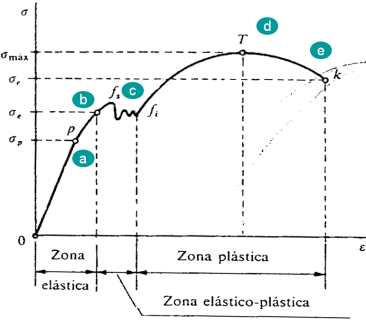 σ
d
T
σmáx
e
σr
k
b
fs
c
σe
fi
p
σp
a
0
ε
Zona
elástica
Zona plástica
Zona elástico-plástica